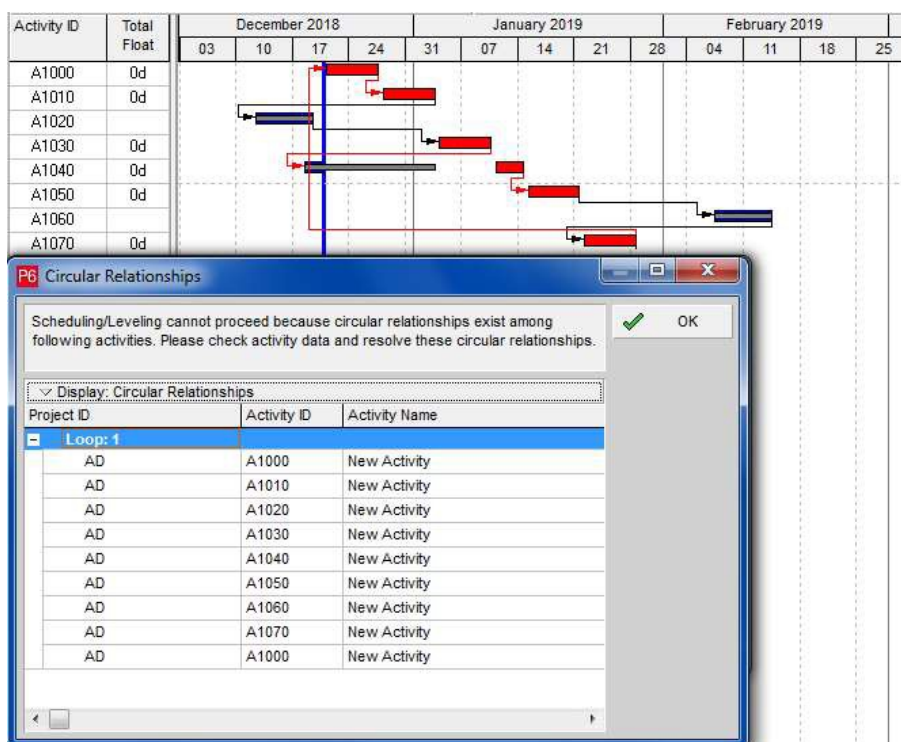 Activity ID Total Float December 2018 January 2019 February 2019
03 10 17 24 31 07 14 21 28 04 11 18 25
A1000 0d
A1010 0d
A1020
A1030 0d
A1040 0d
A1050 0d
A1060
A1070 0d
P6 Circular Relationships
Scheduling/Leveling cannot proceed because circular relationships exist among
following activities. Please check activity data and resolve these circular relationships.
OK
Display: Circular Relationships
Project ID Activity ID Activity Name
Loop: 1
AD A1000 New Activity
AD A1010 New Activity
AD A1020 New Activity
AD A1030 New Activity
AD A1040 New Activity
AD A1050 New Activity
AD A1060 New Activity
AD A1070 New Activity
AD A1000 New Activity